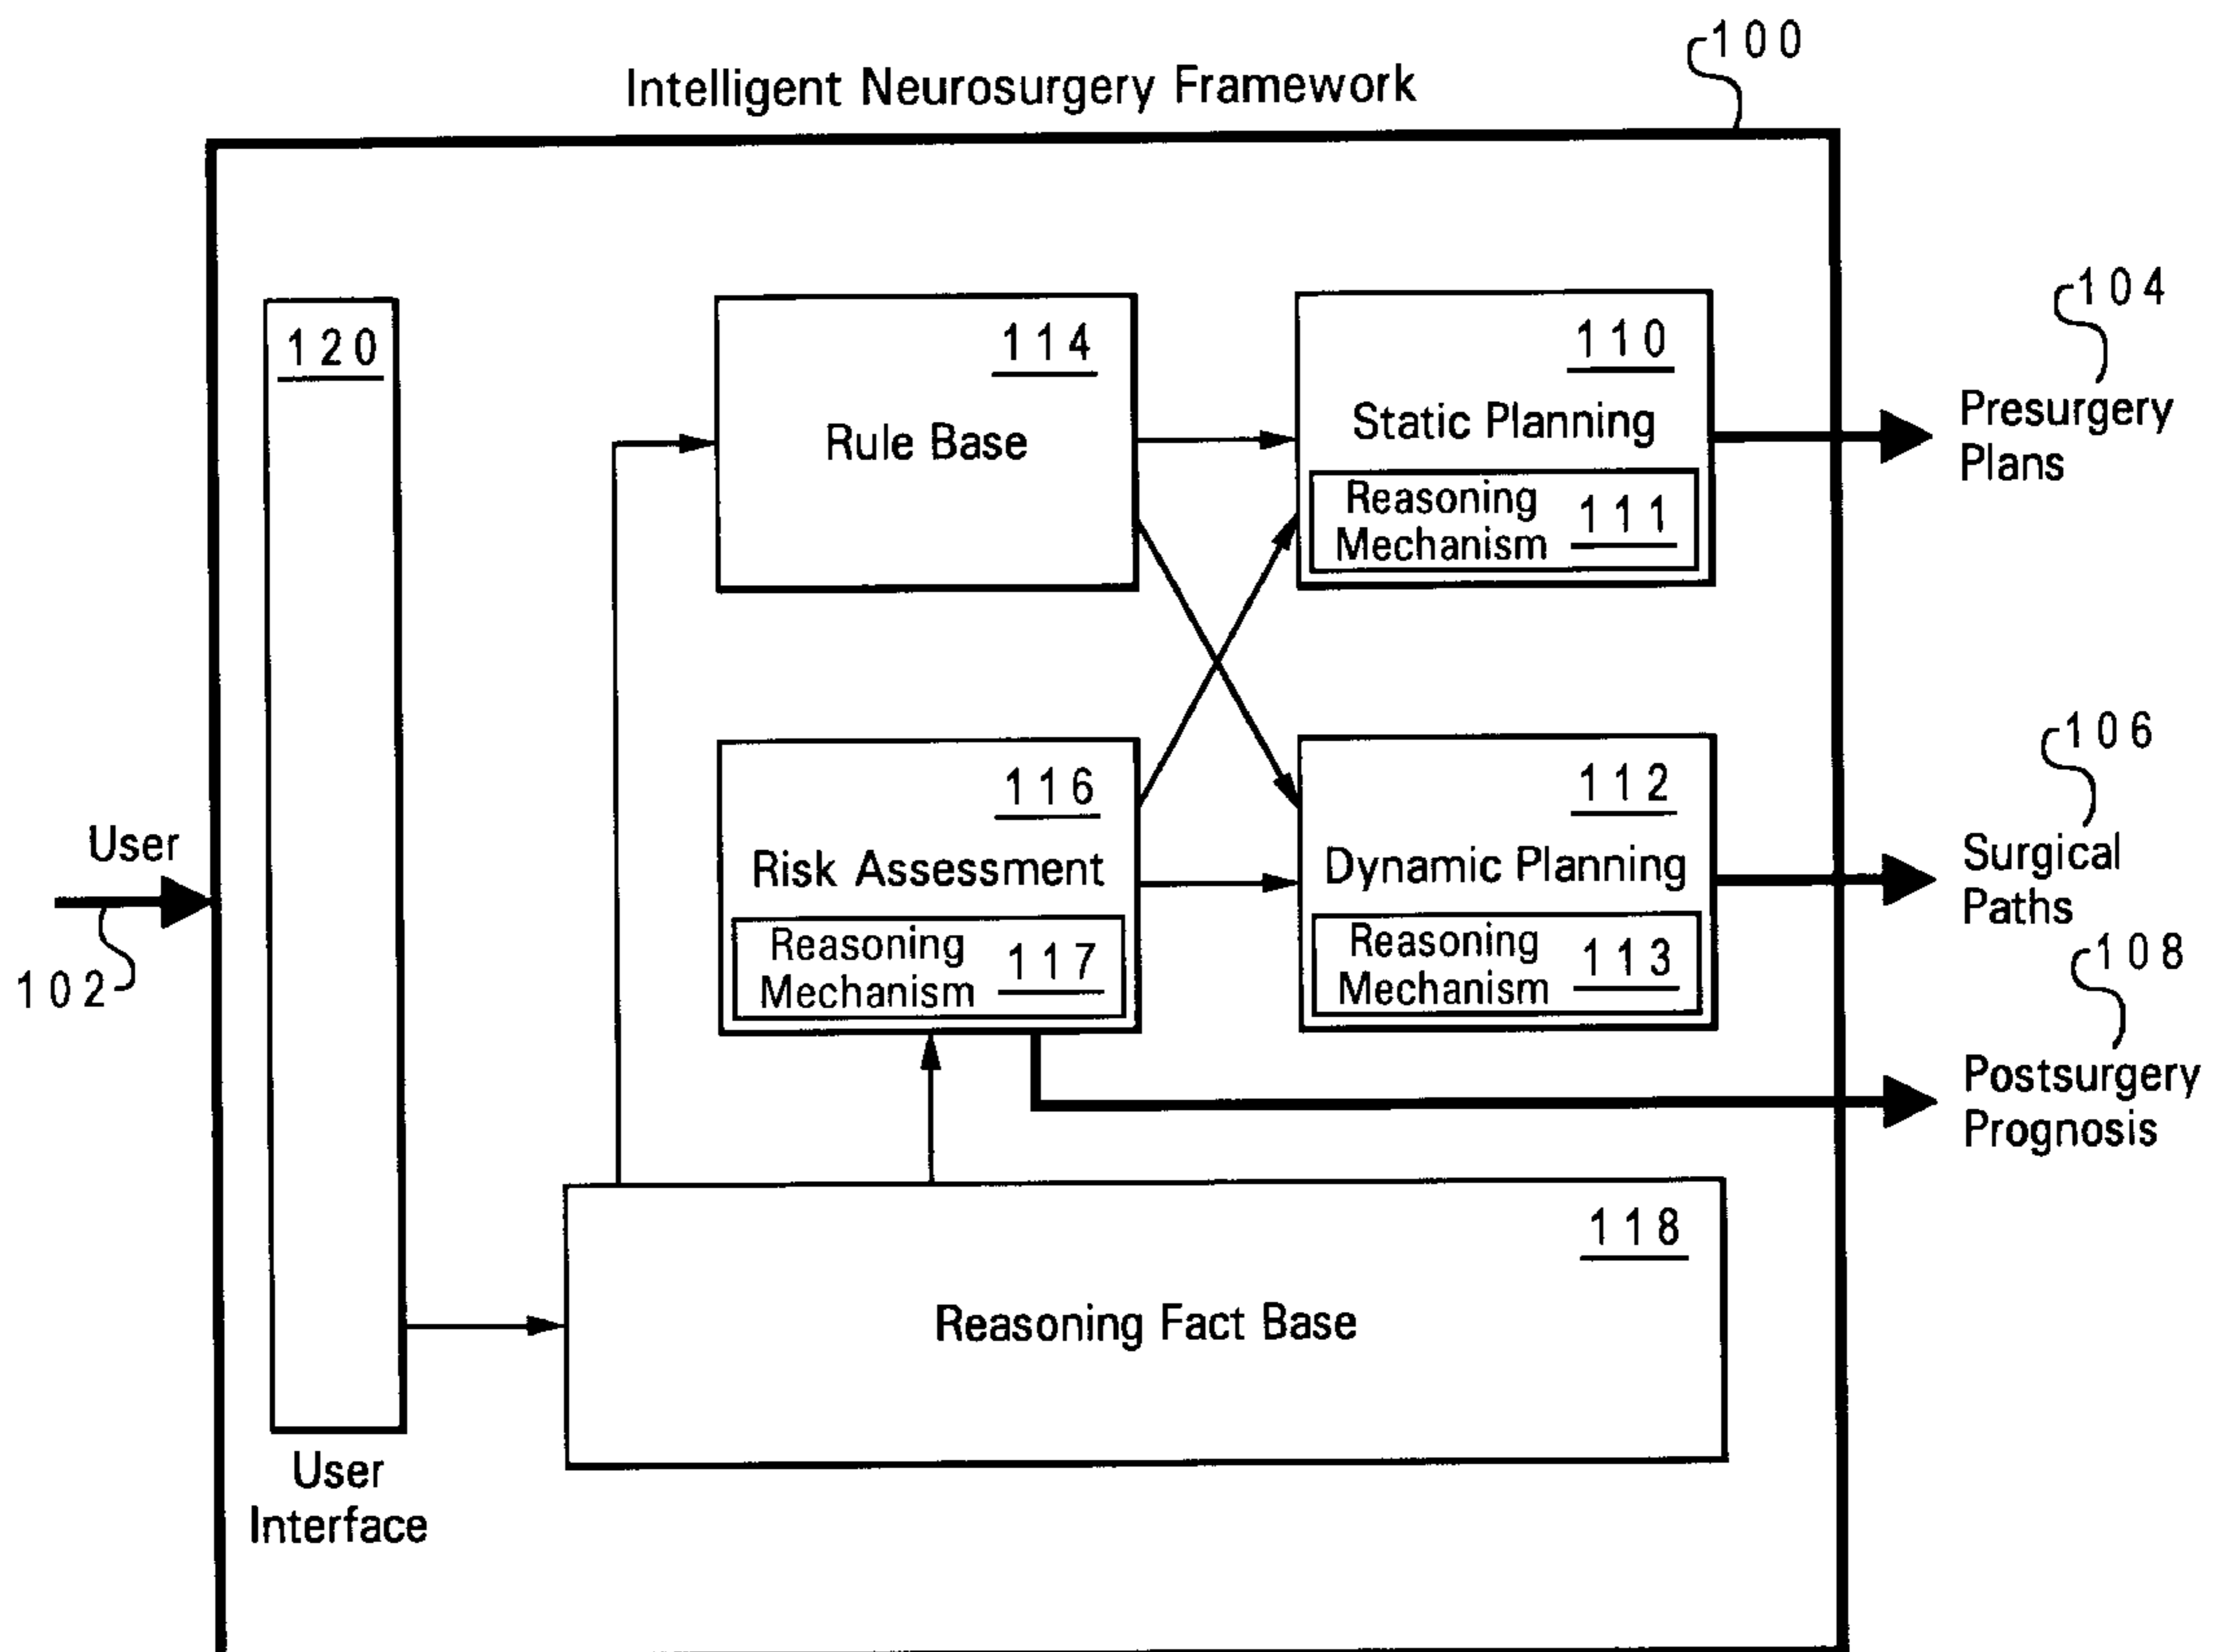 100
Intelligent Neurosurgery Framework
104
120
114
110
Rule Base
Static Planning
Presurgery
Plans
Reasoning
Mechanism
111
106
116
112
User
Risk Assessment
Dynamic Planning
Surgical
Paths
102
Reasoning
Mechanism
117
Reasoning
Mechanism
113
108
Postsurgery
Prognosis
118
Reasoning Fact Base
User
Interface